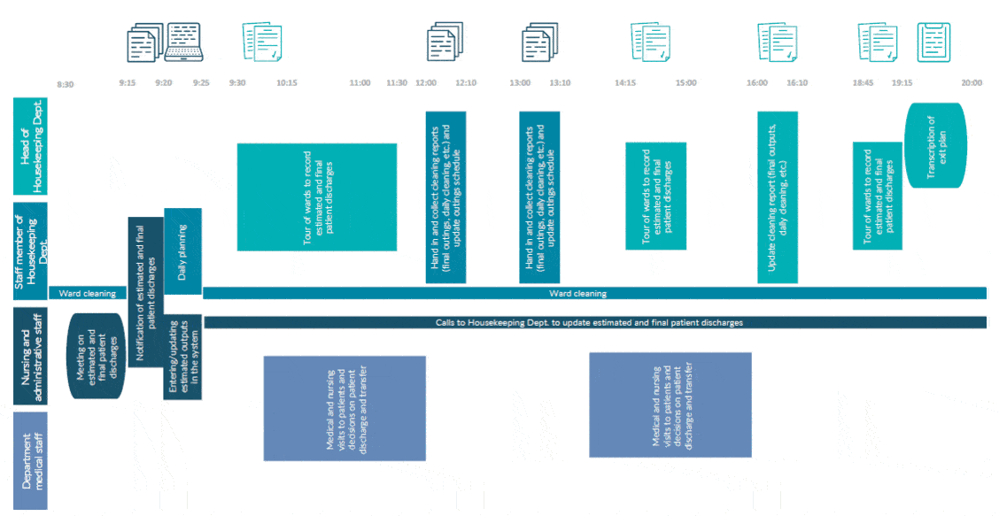 8:30
9:15
9:20
9:25
9:30
10:15
11:00
11:30
12:00
12:10
13:00
13:10
14:15
15:00
16:00
16:10
18:45
19:15
20:00
Head of
Housekeeping Dept.
Tour of wards to record
estimated and final
patient discharges
Hand in and collect cleaning reports
(final outings, daily cleaning, etc.) and
update outings schedule
Hand in and collect cleaning reports
(final outings, daily cleaning, etc.) and
update outings schedule
Tour of wards to record
estimated and final
patient discharges
Update cleaning report (final outputs,
daily cleaning, etc.)
Tour of wards to record
estimated and final
patient discharges
Transcription of
exit plan
Staff member of
Housekeeping
Dept.
Notification of estimated and final
patient discharges
Daily planning
Ward cleaning
Ward cleaning
Nursing and
administrative staff
Meeting on
estimated and
final patient
discharges
Entering/updating
estimated outputs
in the system
Calls to Housekeeping Dept. to update estimated and final patient discharges
Medical and nursing
visits to patients and
decisions on patient
discharge and transfer
Medical and nursing
visits to patients and
decisions on patient
discharge and transfer
Department
medical staff